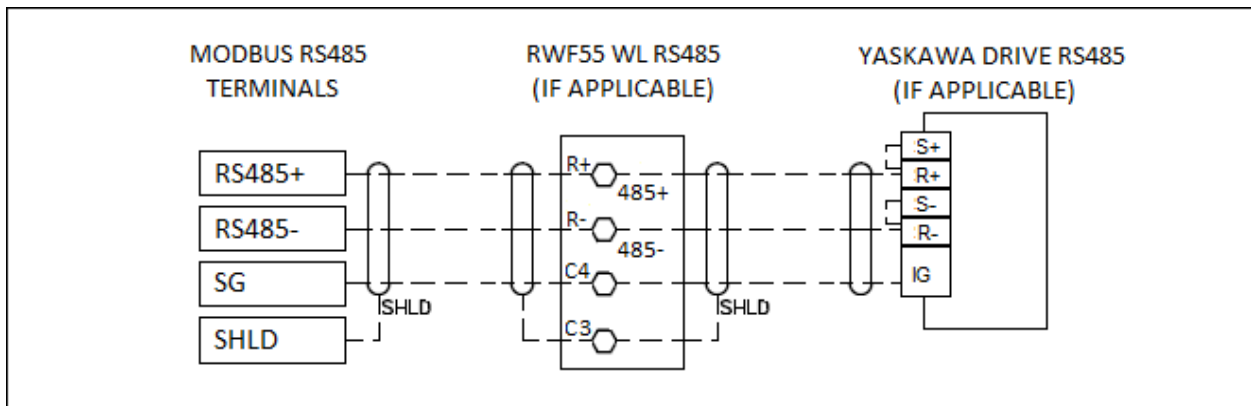 MODBUS RS485
TERMINALS
RWF55 WL RS485
(IF APPLICABLE)
YASKAWA DRIVE RS485
(IF APPLICABLE)
RS485+
RS485-
SG
SHLD
SHLD
R+
485+
R-
485-
C4
C3
SHLD
S+
R+
S-
R-
IG